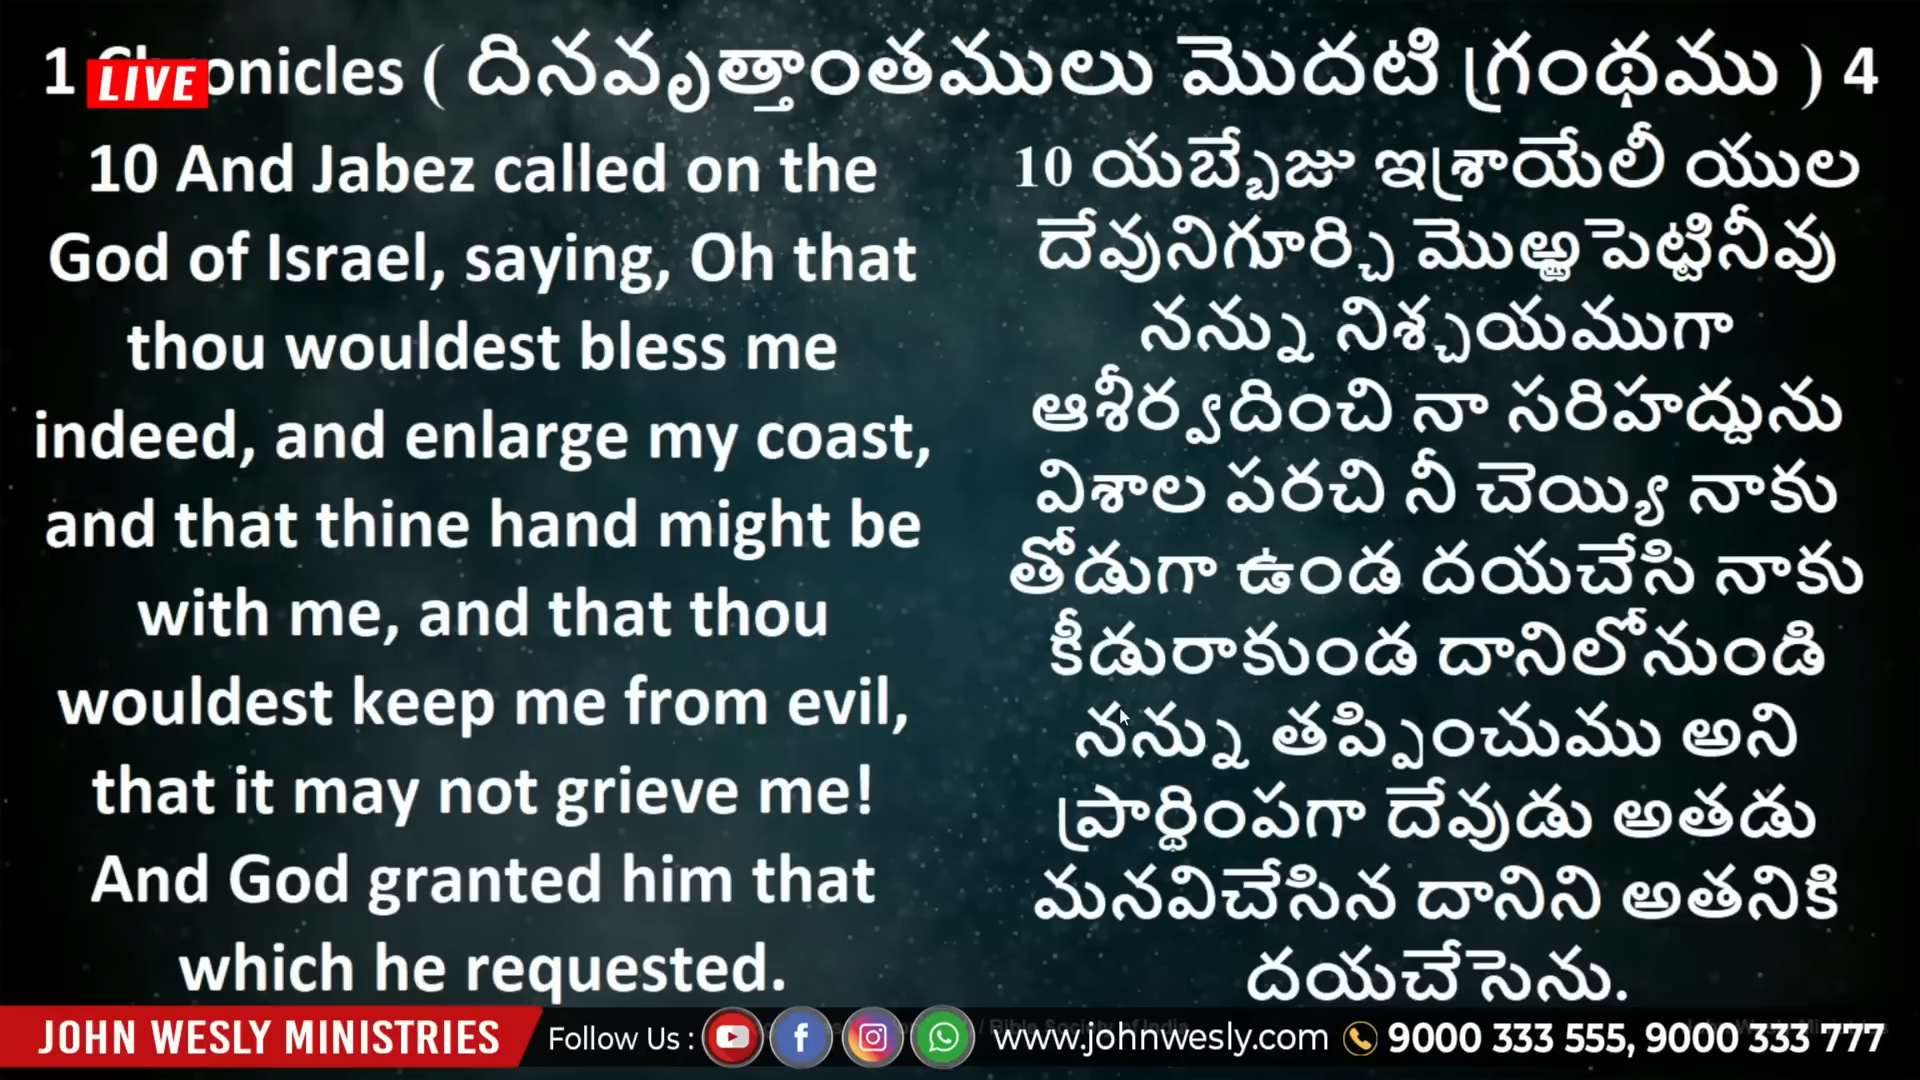 1 onicles ( దినవృత్తాంతములు మొదటి గ్రంథము ) 4
LIVE
10 And Jabez called on the
God of Israel, saying, Oh that
thou wouldest bless me
indeed, and enlarge my coast,
and that thine hand might be
with me, and that thou
wouldest keep me from evil,
that it may not grieve me!
And God granted him that
which he requested.
10 యబ్బేజు ఇశ్రాయేలీ యుల
దేవునిగూర్చి మొఱ్ఱపెట్టినీవు
నన్ను నిశ్చయముగా
ఆశీర్వదించి నా సరిహద్దును
విశాల పరచి నీ చెయ్యి నాకు
తోడుగా ఉండ దయచేసి నాకు
కీడురాకుండ దానిలోనుండి
నన్ను తప్పించుము అని
ప్రార్థింపగా దేవుడు అతడు
మనవిచేసిన దానిని అతనికి
దయచేసెను.
JOHN WESLY MINISTRIES
Follow Us :
www.johnwesly.com
9000 333 555, 9000 333 777